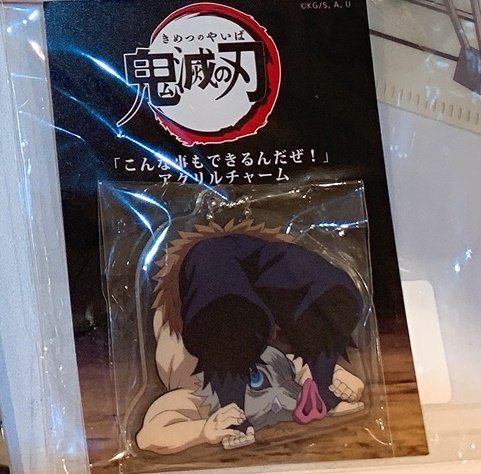 ©KG/S, A, U
きめつのやいば
鬼滅の刃
「こんな事もできるんだぜ！」
アクリルチャーム